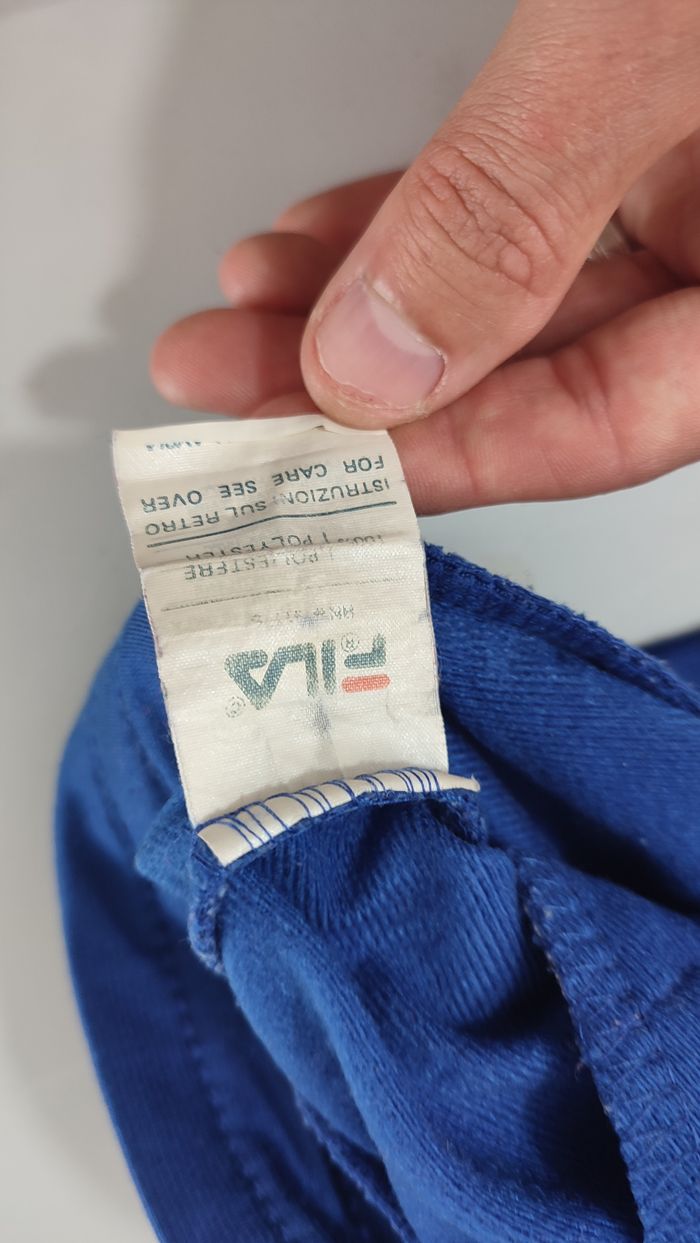 FILA®
POLIESTERE
100% POLYESTER
ISTRUZIONI SUL RETRO
FOR CARE SEE OVER